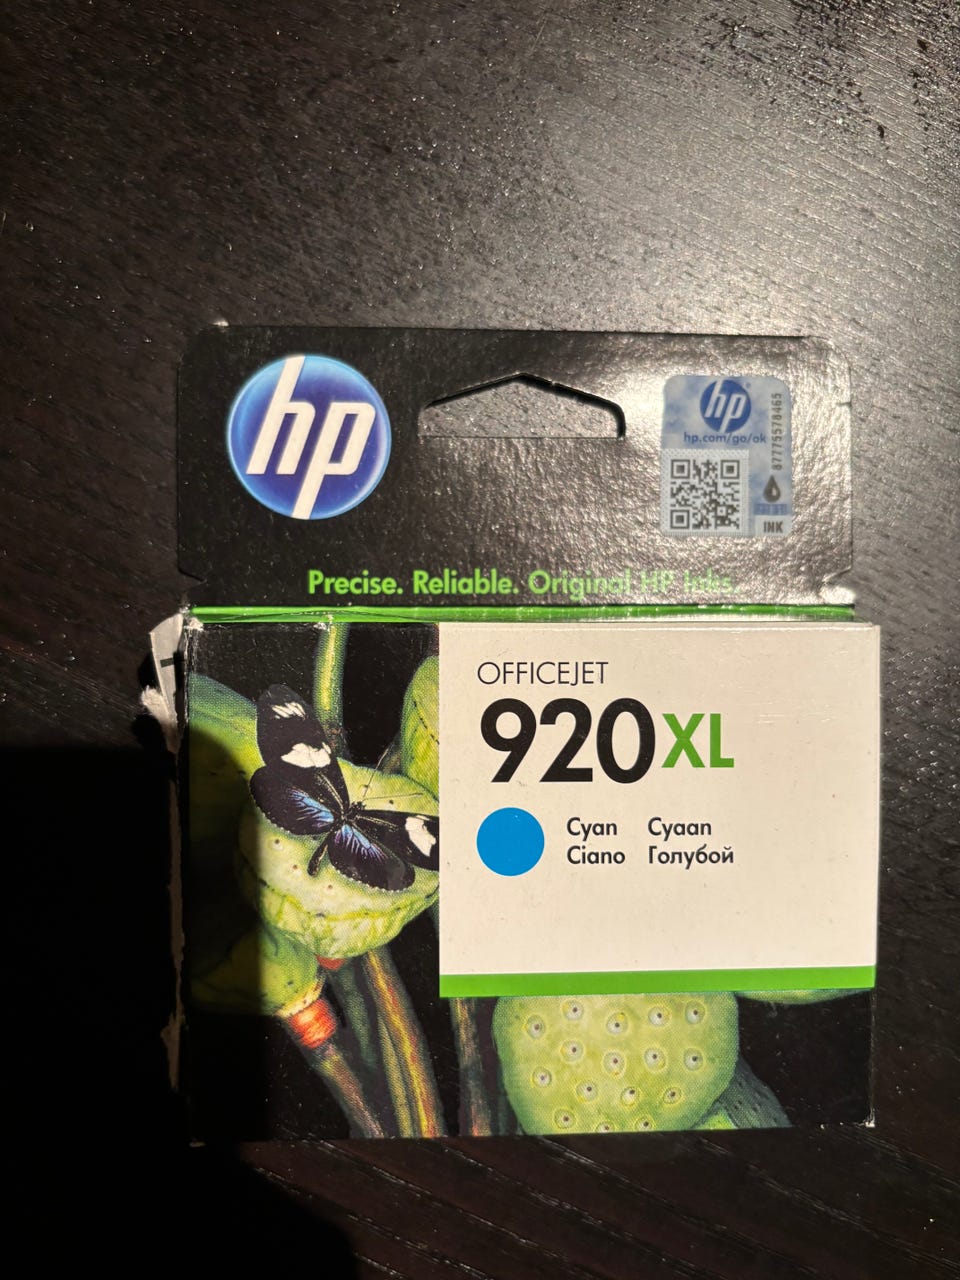 hp
hp
hp.com/go/ok
87775578465
INK
Precise. Reliable. Original HP Inks.
OFFICEJET
920XL
Cyan Cyaan
Ciano Голубой